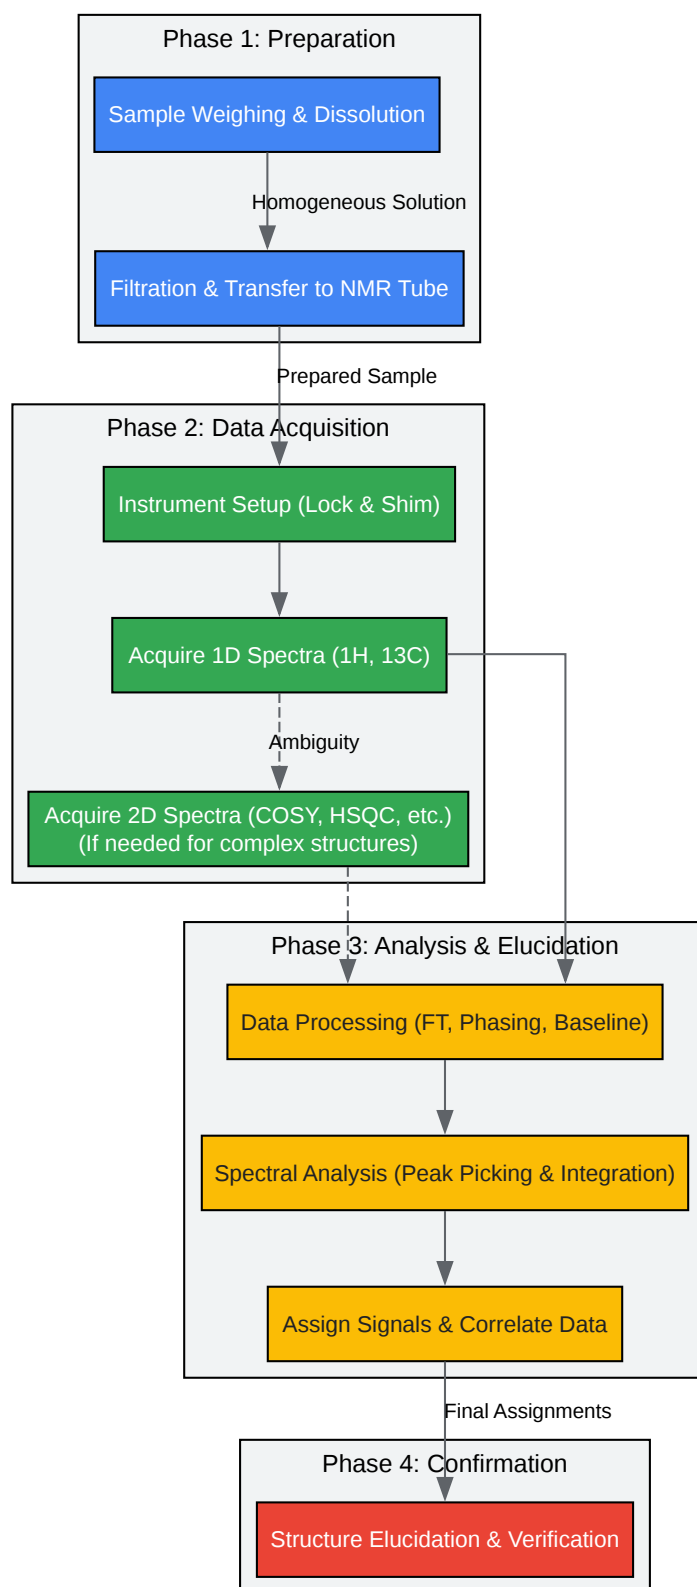 Phase 1: Preparation
Sample Weighing & Dissolution
Homogeneous Solution
Filtration & Transfer to NMR Tube
Prepared Sample
Phase 2: Data Acquisition
Instrument Setup (Lock & Shim)
Acquire 1D Spectra (1H, 13C)
Ambiguity
Acquire 2D Spectra (COSY, HSQC, etc.)
(If needed for complex structures)
Phase 3: Analysis & Elucidation
Data Processing (FT, Phasing, Baseline)
Spectral Analysis (Peak Picking & Integration)
Assign Signals & Correlate Data
Final Assignments
Phase 4: Confirmation
Structure Elucidation & Verification